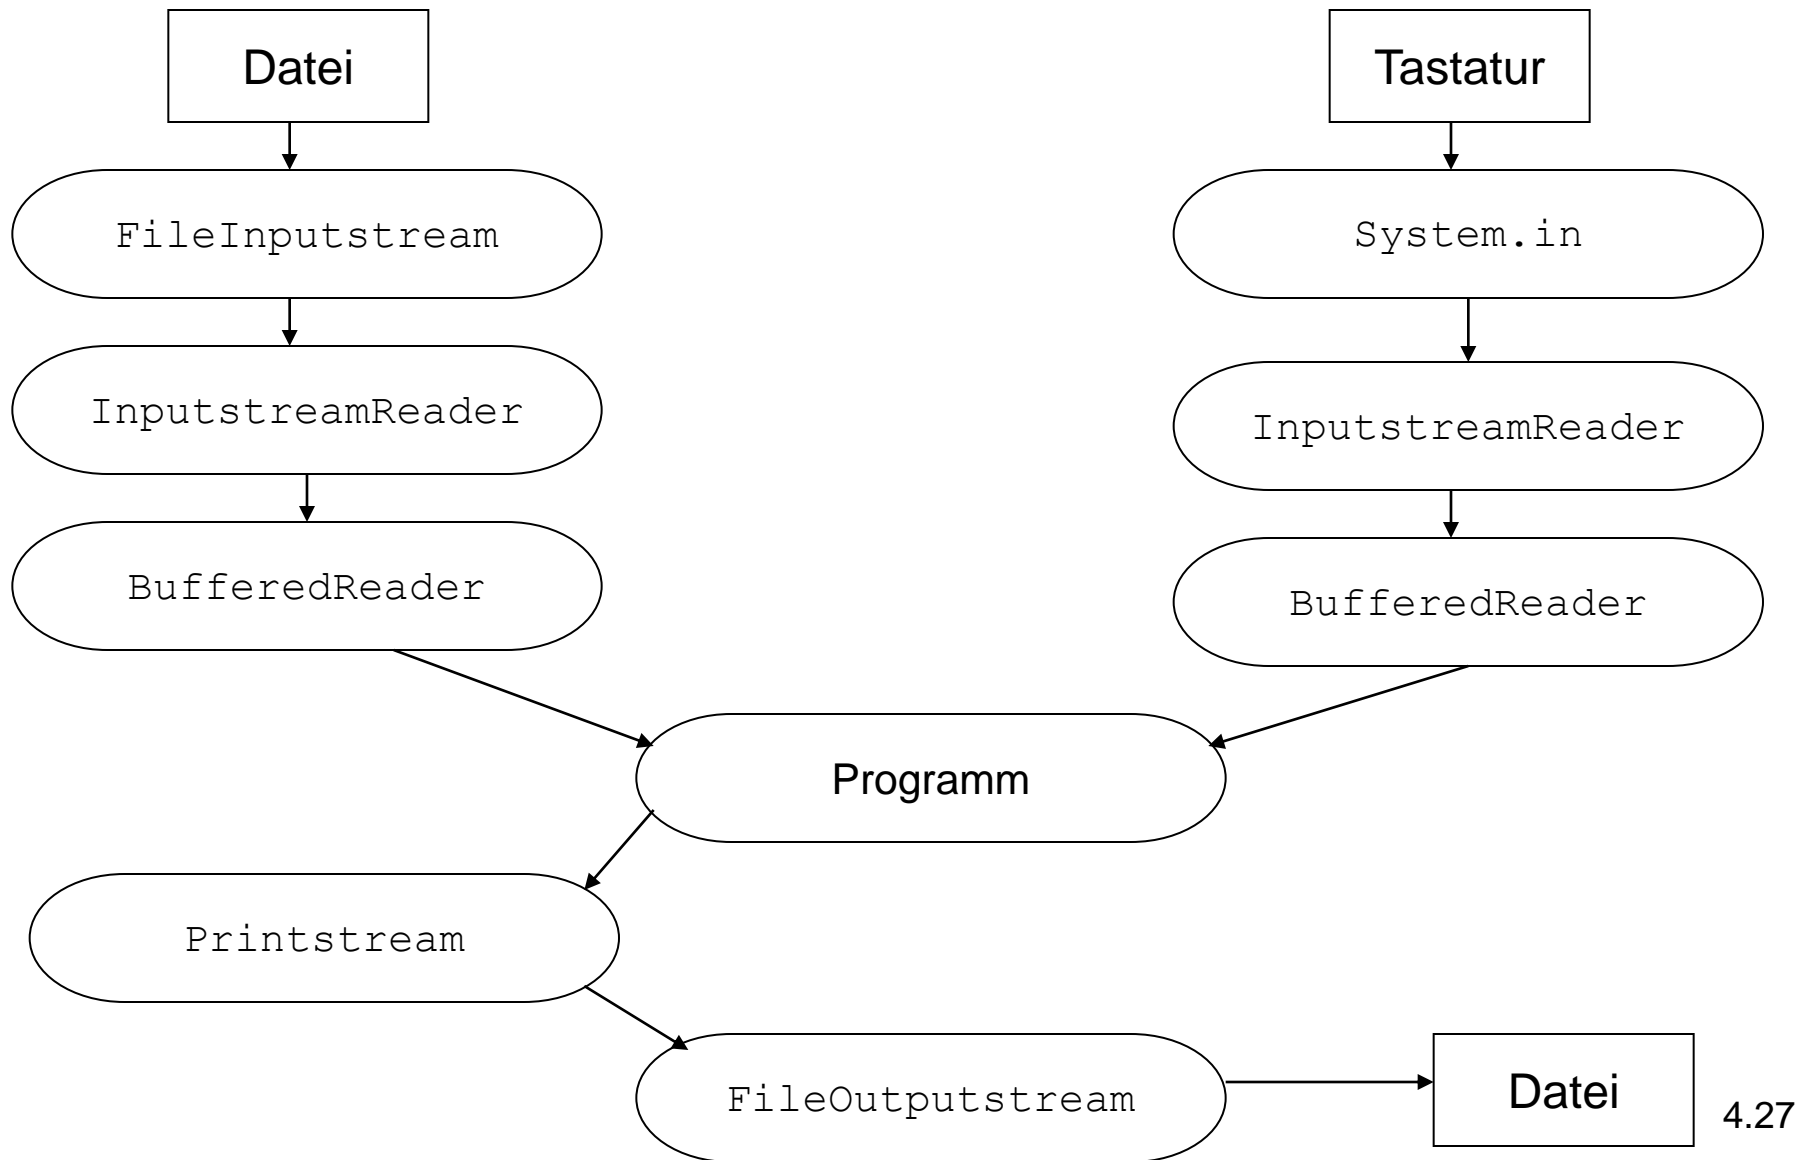 Datei
Tastatur
FileInputstream
System.in
InputstreamReader
InputstreamReader
BufferedReader
BufferedReader
Programm
Printstream
FileOutputstream
Datei
4.27